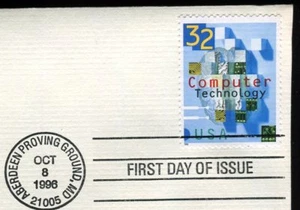 32
Computer
Technology
USA
ABERDEEN PROVING GROUND, MD
OCT
8
1996
21005
FIRST DAY OF ISSUE